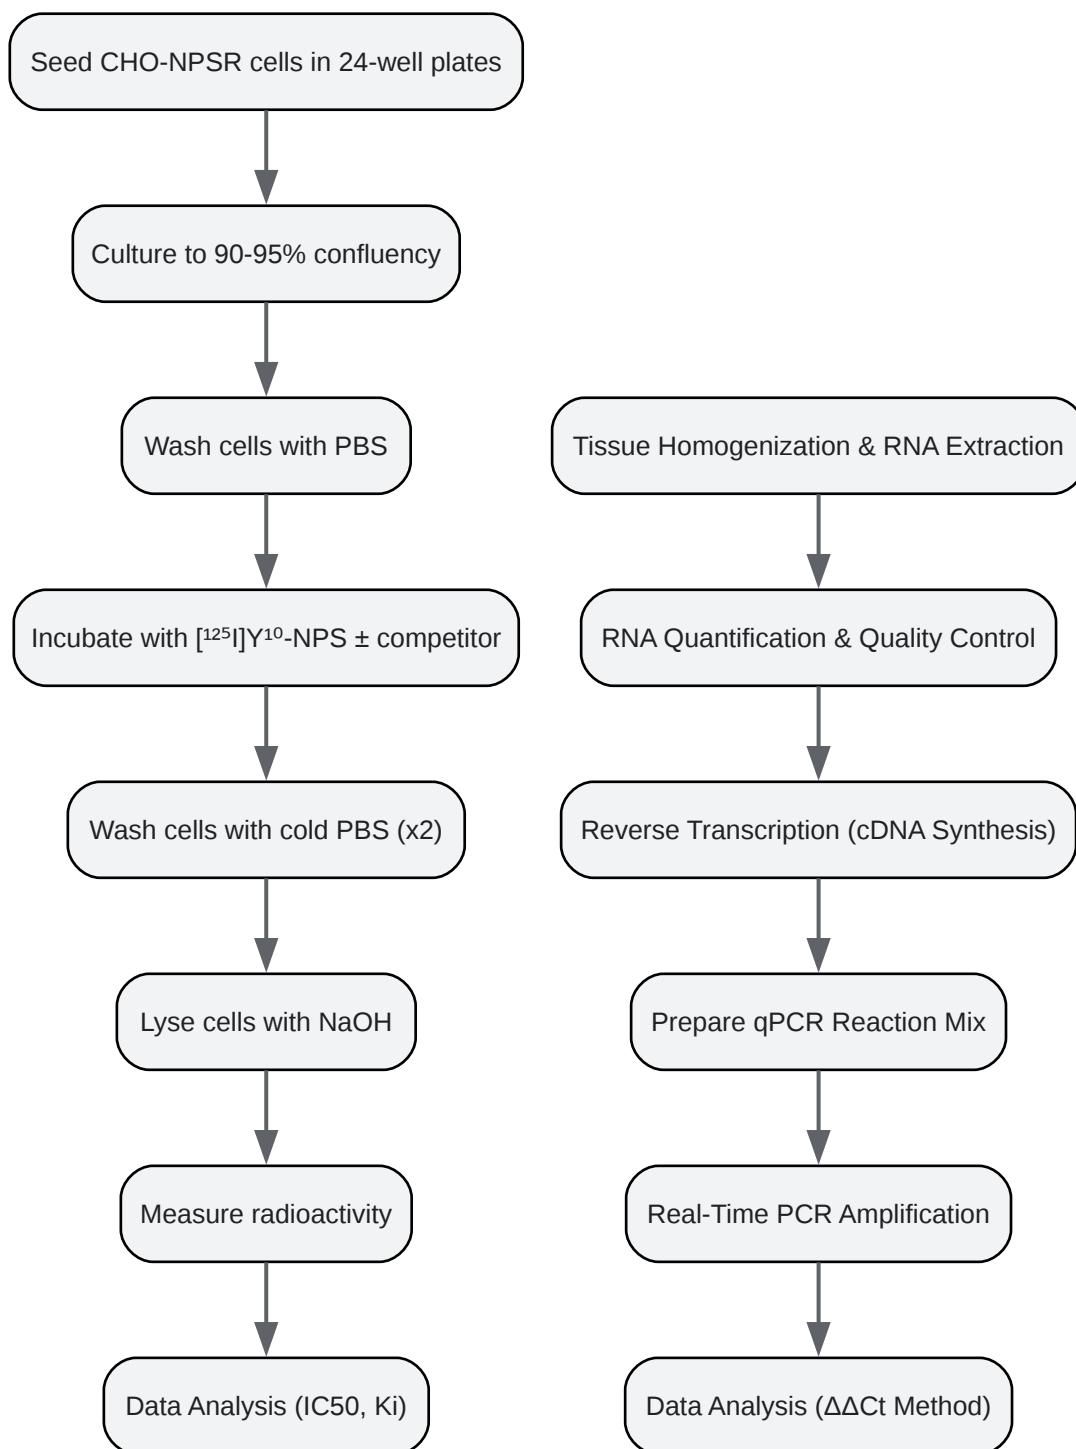 Seed CHO-NPSR cells in 24-well plates
Culture to 90-95% confluency
Wash cells with PBS
Incubate with [¹²⁵I]Y¹⁰-NPS ± competitor
Wash cells with cold PBS (x2)
Lyse cells with NaOH
Measure radioactivity
Data Analysis (IC50, Ki)
Tissue Homogenization & RNA Extraction
RNA Quantification & Quality Control
Reverse Transcription (cDNA Synthesis)
Prepare qPCR Reaction Mix
Real-Time PCR Amplification
Data Analysis (ΔΔCt Method)